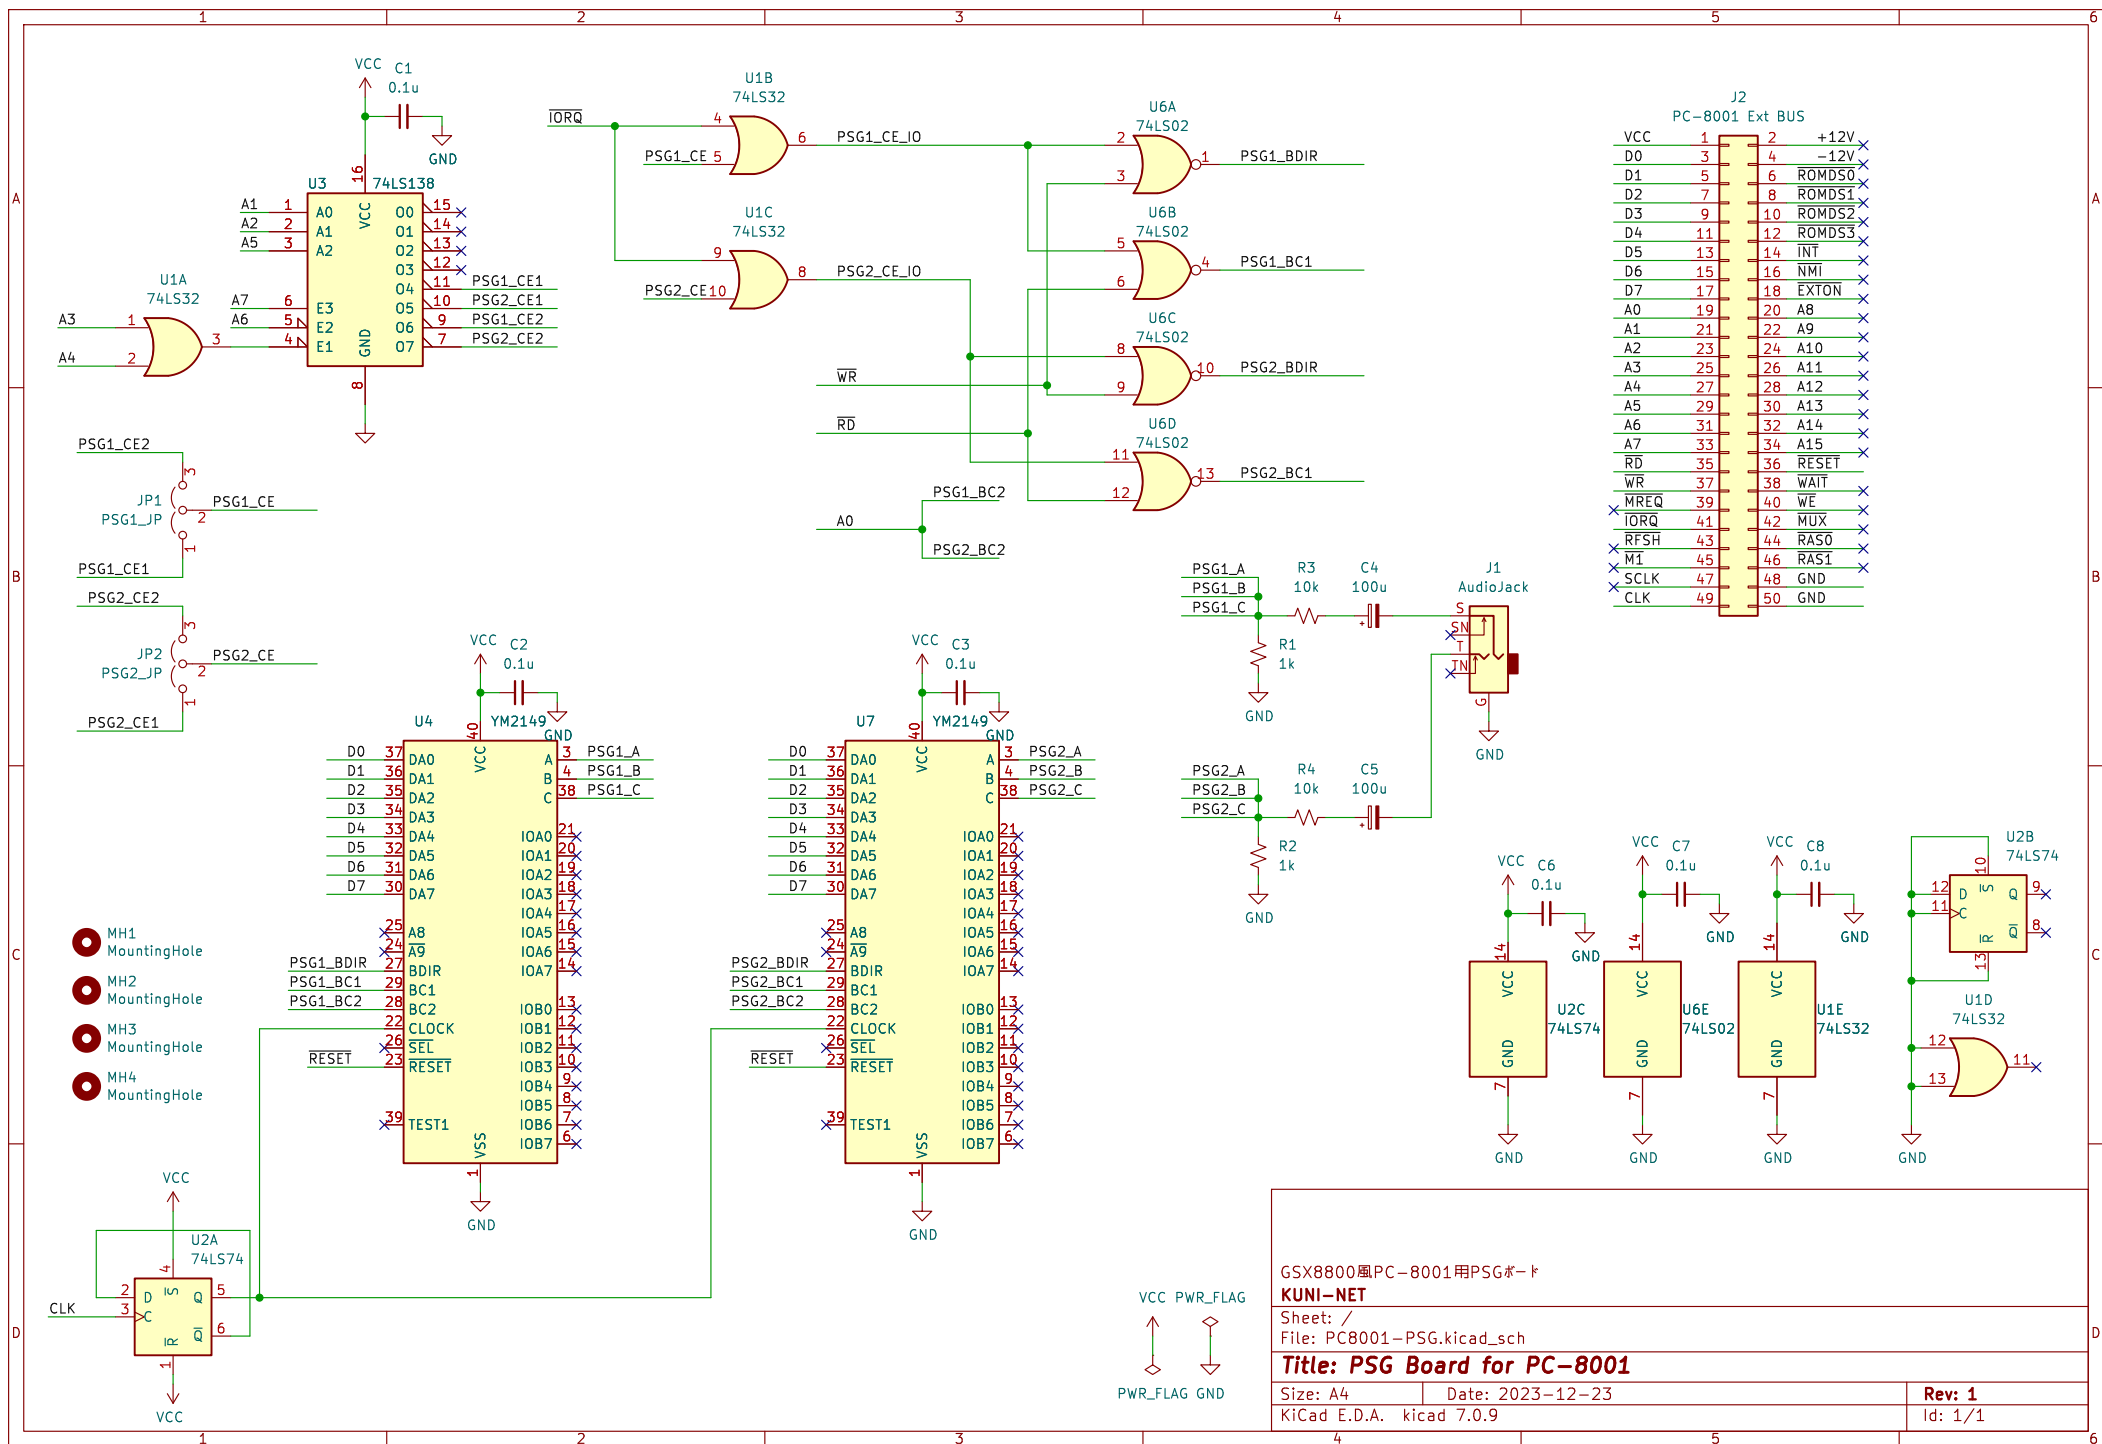 1 2 3 4 5 6
A
B
C
D
A
B
C
D
1 2 3 4 5 6
VCC
C1
0.1u
GND
U3 74LS138
16
VCC
A1 1 A0
A2 2 A1
A5 3 A2
A7 6 E3
A6 5 E2
4 E1
GND
8
O0 15
O1 14
O2 13
O3 12
O4 11 PSG1_CE1
O5 10 PSG2_CE1
O6 9 PSG1_CE2
O7 7 PSG2_CE2
U1A
74LS32
A3 1
A4 2
3
PSG1_CE2
3
JP1
PSG1_JP
2
PSG1_CE
1
PSG1_CE1
PSG2_CE2
3
JP2
PSG2_JP
2
PSG2_CE
1
PSG2_CE1
IORQ
U1B
74LS32
4
PSG1_CE 5
6
PSG1_CE_IO
U1C
74LS32
9
PSG2_CE 10
8
PSG2_CE_IO
WR
RD
A0
PSG1_BC2
PSG2_BC2
U6A
74LS02
2
3
1
PSG1_BDIR
U6B
74LS02
5
6
4
PSG1_BC1
U6C
74LS02
8
9
10
PSG2_BDIR
U6D
74LS02
11
12
13
PSG2_BC1
J2
PC-8001 Ext BUS
VCC 1 2 +12V
D0 3 4 -12V
D1 5 6 ROMDS0
D2 7 8 ROMDS1
D3 9 10 ROMDS2
D4 11 12 ROMDS3
D5 13 14 INT
D6 15 16 NMI
D7 17 18 EXTON
A0 19 20 A8
A1 21 22 A9
A2 23 24 A10
A3 25 26 A11
A4 27 28 A12
A5 29 30 A13
A6 31 32 A14
A7 33 34 A15
RD 35 36 RESET
WR 37 38 WAIT
MREQ 39 40 WE
IORQ 41 42 MUX
RFSH 43 44 RAS0
M1 45 46 RAS1
SCLK 47 48 GND
CLK 49 50 GND
PSG1_A
PSG1_B
PSG1_C
R3
10k
C4
100u
+
R1
1k
GND
J1
AudioJack
S
SN
T
TN
G
GND
PSG2_A
PSG2_B
PSG2_C
R4
10k
C5
100u
+
R2
1k
GND
VCC
C2
0.1u
GND
U4 YM2149
40
VCC
D0 37 DA0
D1 36 DA1
D2 35 DA2
D3 34 DA3
D4 33 DA4
D5 32 DA5
D6 31 DA6
D7 30 DA7
25 A8
24 A9
PSG1_BDIR 27 BDIR
PSG1_BC1 29 BC1
PSG1_BC2 28 BC2
22 CLOCK
26 SEL
RESET 23 RESET
39 TEST1
A 3 PSG1_A
B 4 PSG1_B
C 38 PSG1_C
IOA0 21
IOA1 20
IOA2 19
IOA3 18
IOA4 17
IOA5 16
IOA6 15
IOA7 14
IOB0 13
IOB1 12
IOB2 11
IOB3 10
IOB4 9
IOB5 8
IOB6 7
IOB7 6
VSS
1
GND
VCC
C3
0.1u
GND
U7 YM2149
40
VCC
D0 37 DA0
D1 36 DA1
D2 35 DA2
D3 34 DA3
D4 33 DA4
D5 32 DA5
D6 31 DA6
D7 30 DA7
25 A8
24 A9
PSG2_BDIR 27 BDIR
PSG2_BC1 29 BC1
PSG2_BC2 28 BC2
22 CLOCK
26 SEL
RESET 23 RESET
39 TEST1
A 3 PSG2_A
B 4 PSG2_B
C 38 PSG2_C
IOA0 21
IOA1 20
IOA2 19
IOA3 18
IOA4 17
IOA5 16
IOA6 15
IOA7 14
IOB0 13
IOB1 12
IOB2 11
IOB3 10
IOB4 9
IOB5 8
IOB6 7
IOB7 6
VSS
1
GND
MH1
MountingHole
MH2
MountingHole
MH3
MountingHole
MH4
MountingHole
VCC
U2A
74LS74
4
S
2 D
CLK 3 C
Q 5
Q 6
R
1
VCC
VCC
C6
0.1u
GND
14
VCC
U2C
74LS74
GND
7
GND
VCC
C7
0.1u
GND
14
VCC
U6E
74LS02
GND
7
GND
VCC
C8
0.1u
GND
14
VCC
U1E
74LS32
GND
7
GND
U2B
74LS74
10
S
12 D
11 C
Q 9
Q 8
R
13
U1D
74LS32
12
13
11
GND
VCC PWR_FLAG
PWR_FLAG GND
GSX8800風PC-8001用PSGボード
KUNI-NET
Sheet: /
File: PC8001-PSG.kicad_sch
Title: PSG Board for PC-8001
Size: A4 Date: 2023-12-23 Rev: 1
KiCad E.D.A. kicad 7.0.9 Id: 1/1